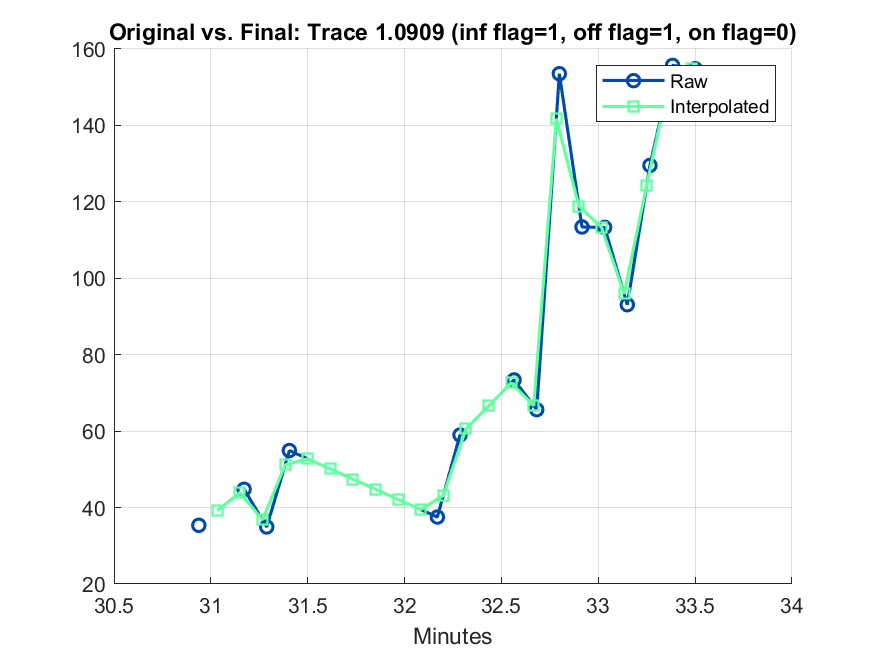 Original vs. Final: Trace 1.0909 (inf flag=1, off flag=1, on flag=0)
160
140
120
100
80
60
40
20
Raw
Interpolated
30.5 31 31.5 32 32.5 33 33.5 34
Minutes